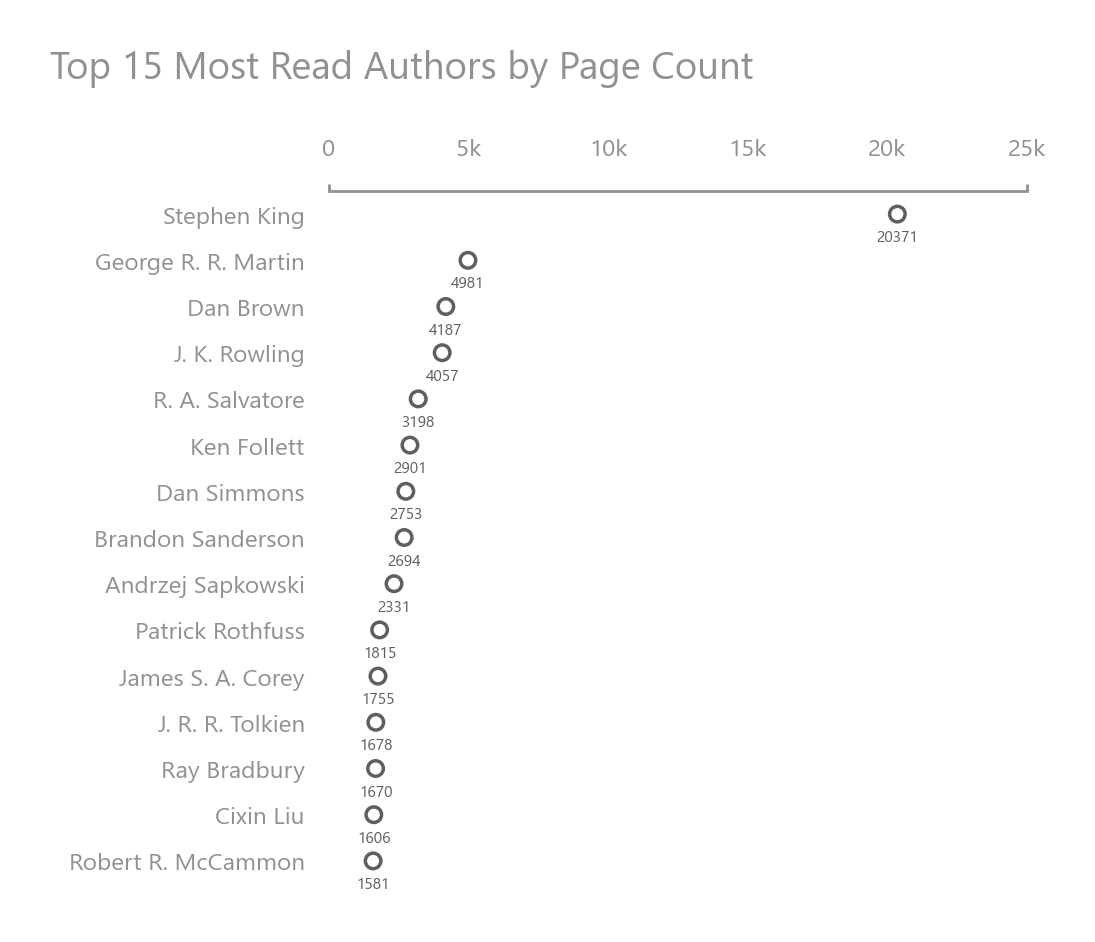 Top 15 Most Read Authors by Page Count
0 5k 10k 15k 20k 25k
Stephen King
20371
George R. R. Martin
4981
Dan Brown
4187
J. K. Rowling
4057
R. A. Salvatore
3198
Ken Follett
2901
Dan Simmons
2753
Brandon Sanderson
2694
Andrzej Sapkowski
2331
Patrick Rothfuss
1815
James S. A. Corey
1755
J. R. R. Tolkien
1678
Ray Bradbury
1670
Cixin Liu
1606
Robert R. McCammon
1581